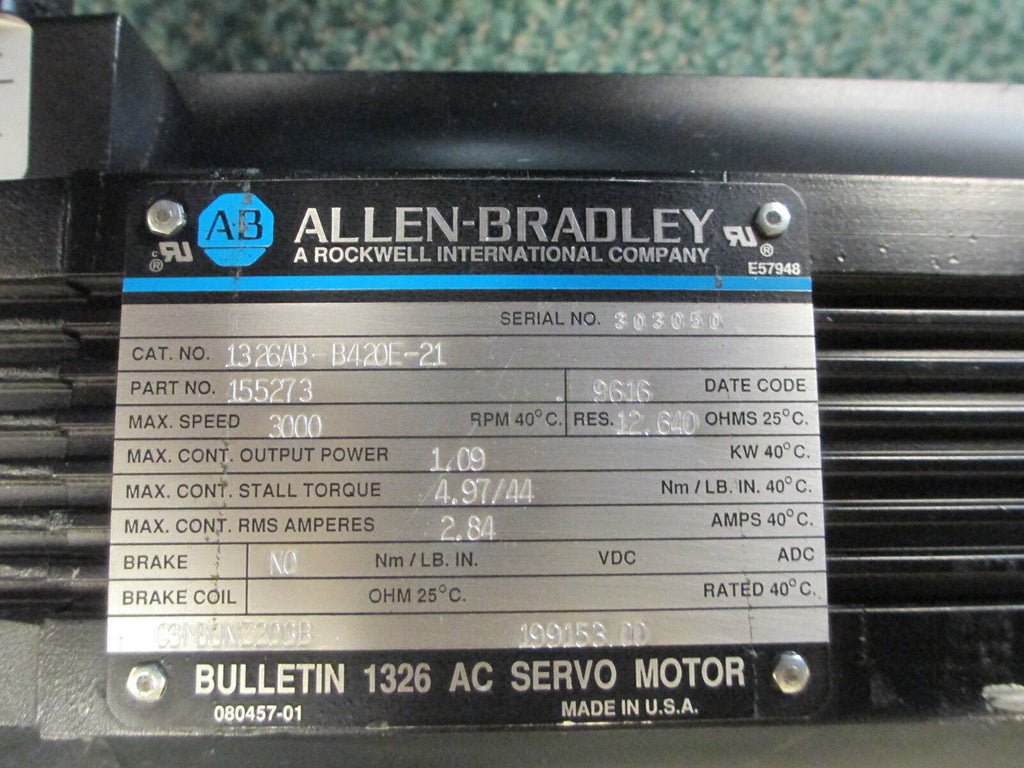 A·B ALLEN-BRADLEY
A ROCKWELL INTERNATIONAL COMPANY
E57948
SERIAL NO. 303050
CAT. NO. 1326AB-B420E-21
PART NO. 155273 9616 DATE CODE
MAX. SPEED 3000 RPM 40°C. RES. 12.640 OHMS 25°C.
MAX. CONT. OUTPUT POWER 1.09 KW 40°C.
MAX. CONT. STALL TORQUE 4.97/44 Nm / LB. IN. 40°C.
MAX. CONT. RMS AMPERES 2.84 AMPS 40°C.
BRAKE NO Nm / LB. IN. VDC ADC
BRAKE COIL OHM 25°C. RATED 40°C.
199153.00
BULLETIN 1326 AC SERVO MOTOR
080457-01 MADE IN U.S.A.